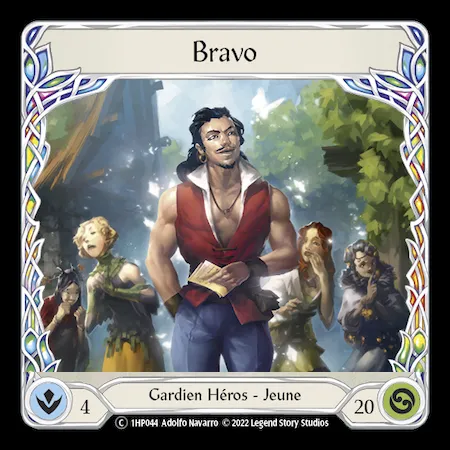 Bravo
Gardien Héros - Jeune
4
20
C 1HP044 Adolfo Navarro © 2022 Legend Story Studios